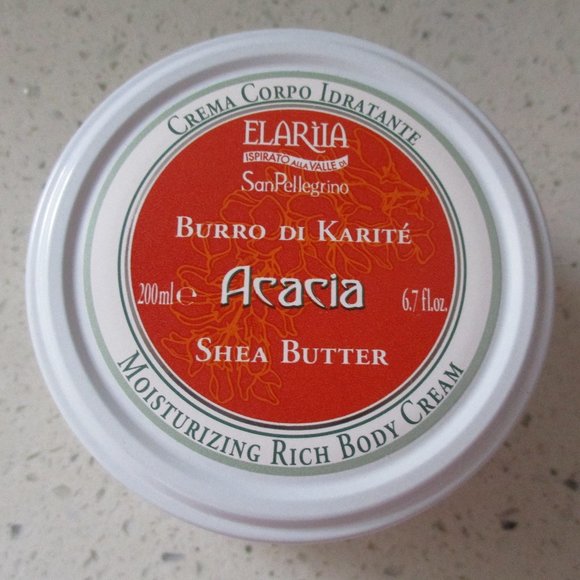 CREMA CORPO IDRATANTE
ELARIIA
ISPIRATO ALLA VALLE DI
SanPellegrino
BURRO DI KARITÉ
200ml e Acacia 6.7 fl.oz.
SHEA BUTTER
MOISTURIZING RICH BODY CREAM